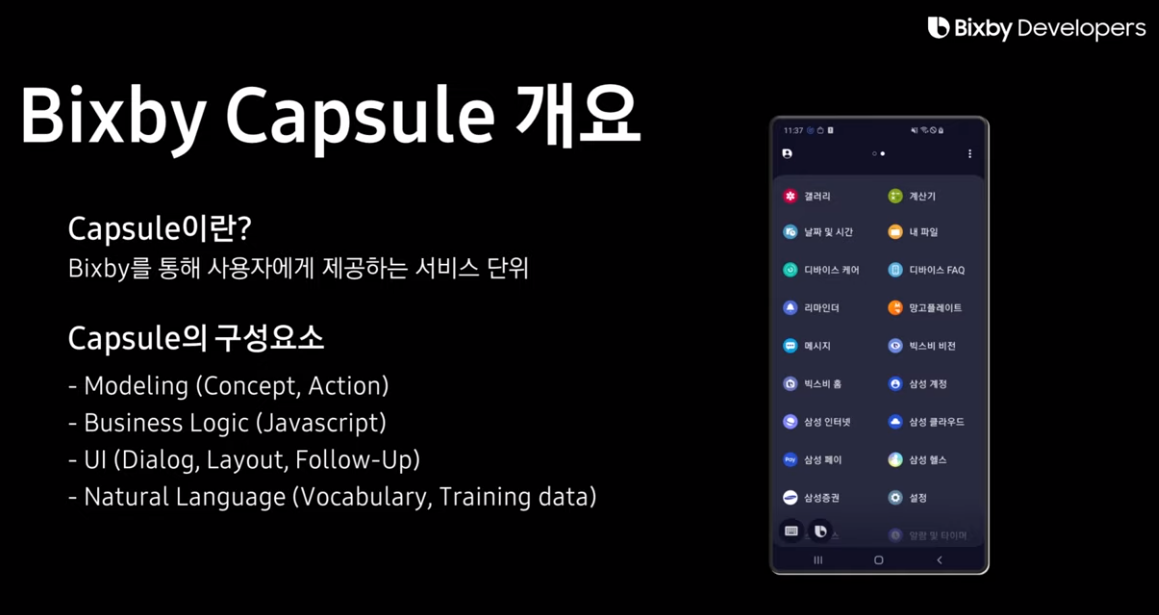 Bixby Developers
Bixby Capsule 개요
Capsule이란?
Bixby를 통해 사용자에게 제공하는 서비스 단위
Capsule의 구성요소
- Modeling (Concept, Action)
- Business Logic (Javascript)
- UI (Dialog, Layout, Follow-Up)
- Natural Language (Vocabulary, Training data)
11:37
갤러리
계산기
날짜 및 시간
내 파일
디바이스 케어
디바이스 FAQ
리마인더
망고플레이트
메시지
빅스비 비전
빅스비 홈
삼성 계정
삼성 인터넷
삼성 클라우드
Pay 삼성 페이
삼성 헬스
삼성증권
설정
알람 및 타이머